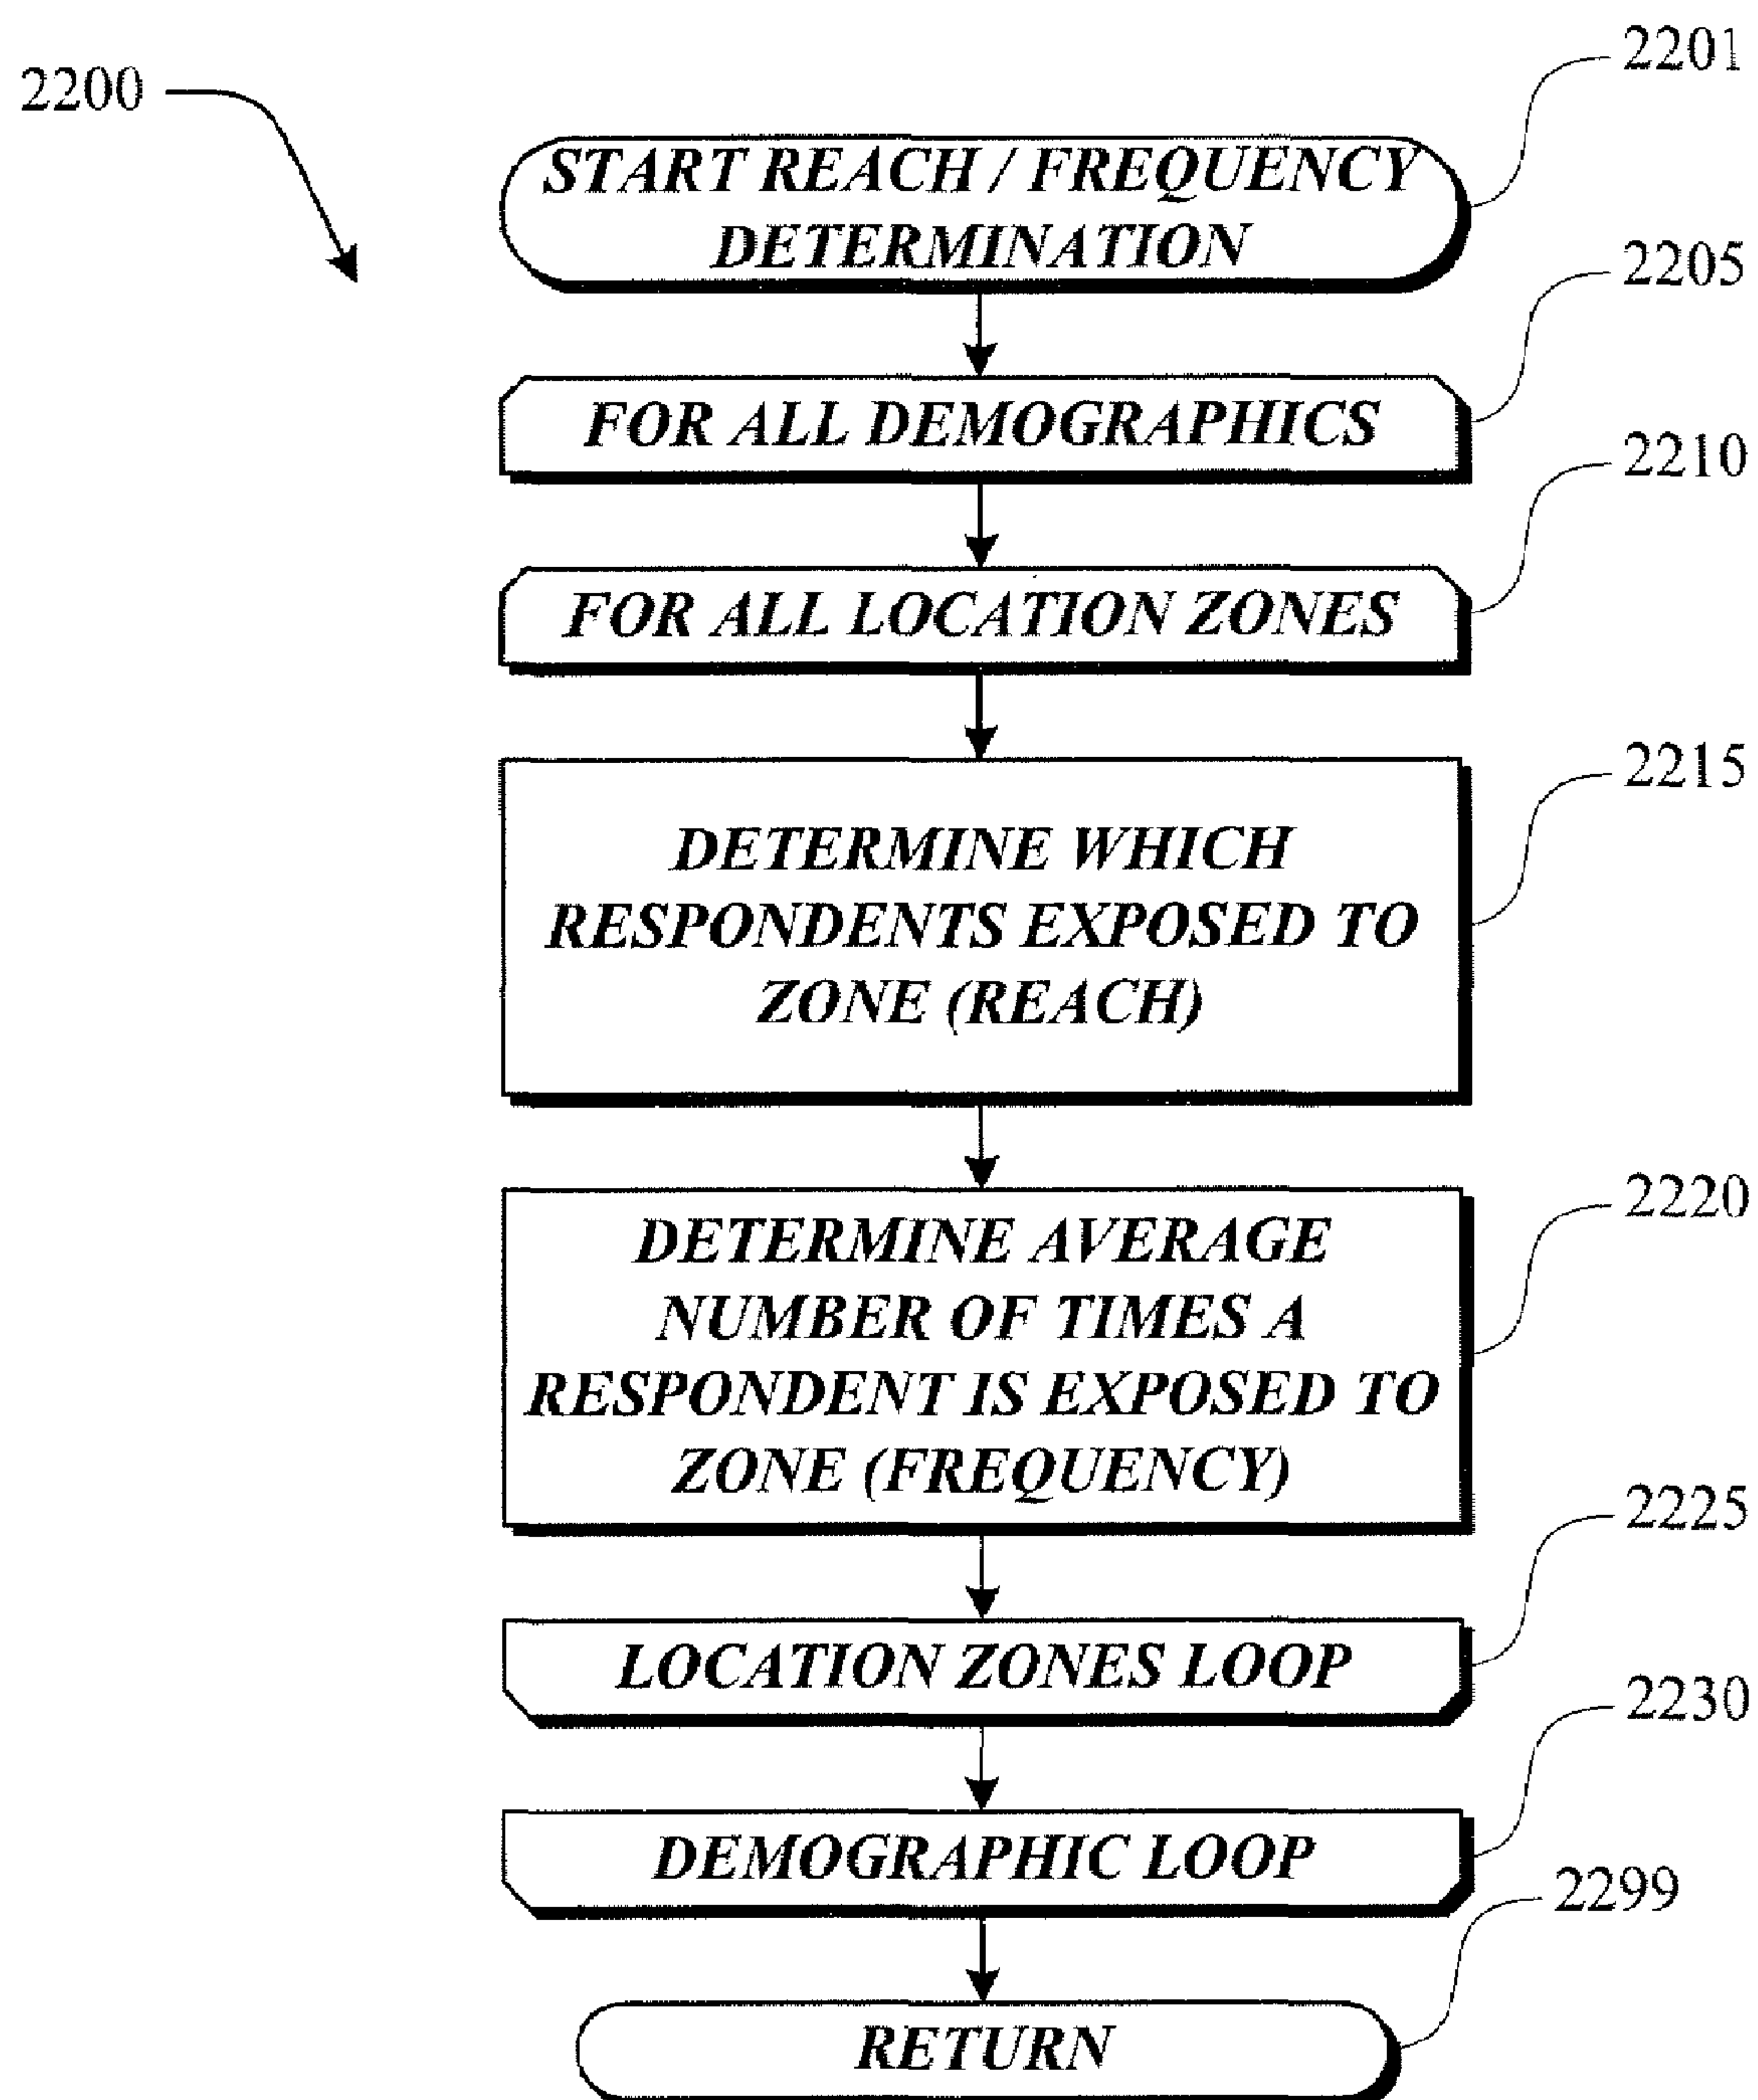 2200
2201
START REACH / FREQUENCY
DETERMINATION
2205
FOR ALL DEMOGRAPHICS
2210
FOR ALL LOCATION ZONES
2215
DETERMINE WHICH
RESPONDENTS EXPOSED TO
ZONE (REACH)
2220
DETERMINE AVERAGE
NUMBER OF TIMES A
RESPONDENT IS EXPOSED TO
ZONE (FREQUENCY)
2225
LOCATION ZONES LOOP
2230
DEMOGRAPHIC LOOP
2299
RETURN